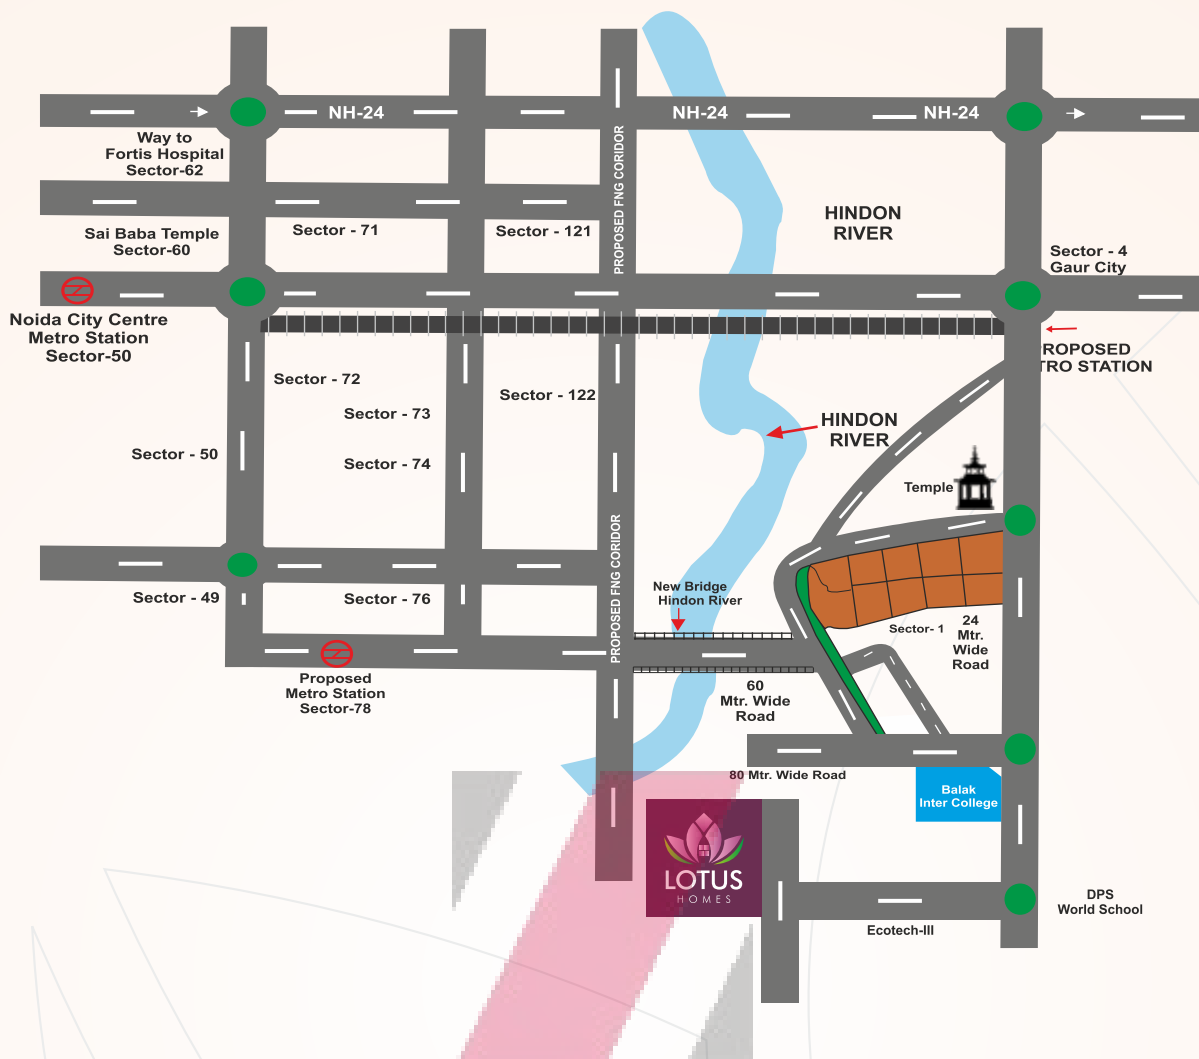 NH-24
NH-24
NH-24
Way to
Fortis Hospital
Sector-62
PROPOSED FNG CORIDOR
HINDON
RIVER
Sai Baba Temple
Sector-60
Sector - 71
Sector - 121
Sector - 4
Gaur City
Noida City Centre
Metro Station
Sector-50
ROPOSED
TRO STATION
Sector - 72
Sector - 122
Sector - 73
HINDON
RIVER
Sector - 50
Sector - 74
Temple
PROPOSED FNG CORIDOR
New Bridge
Hindon River
Sector - 49
Sector - 76
Sector- 1
24
Mtr.
Wide
Road
Proposed
Metro Station
Sector-78
60
Mtr. Wide
Road
80 Mtr. Wide Road
Balak
Inter College
LOTUS
HOMES
DPS
World School
Ecotech-III